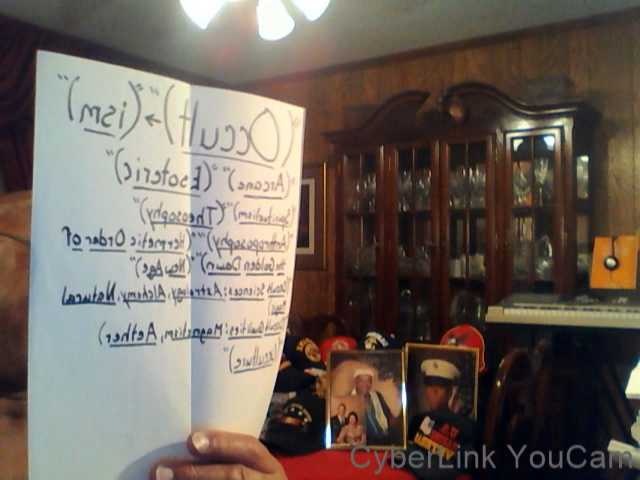 "(Occult)"→"(ism)"
"(Arcane)" "(Esoteric)"
"(Spiritualism)" "(Theosophy)"
"(Anthroposophy)" "(Hermetic Order of
the Golden Dawn)" "(New Age)"
Occult Sciences: Astrology, Alchemy, Natural
Magic
Occult Qualities: Magnetism, Aether)
"(Occulture)"
CyberLink YouCam